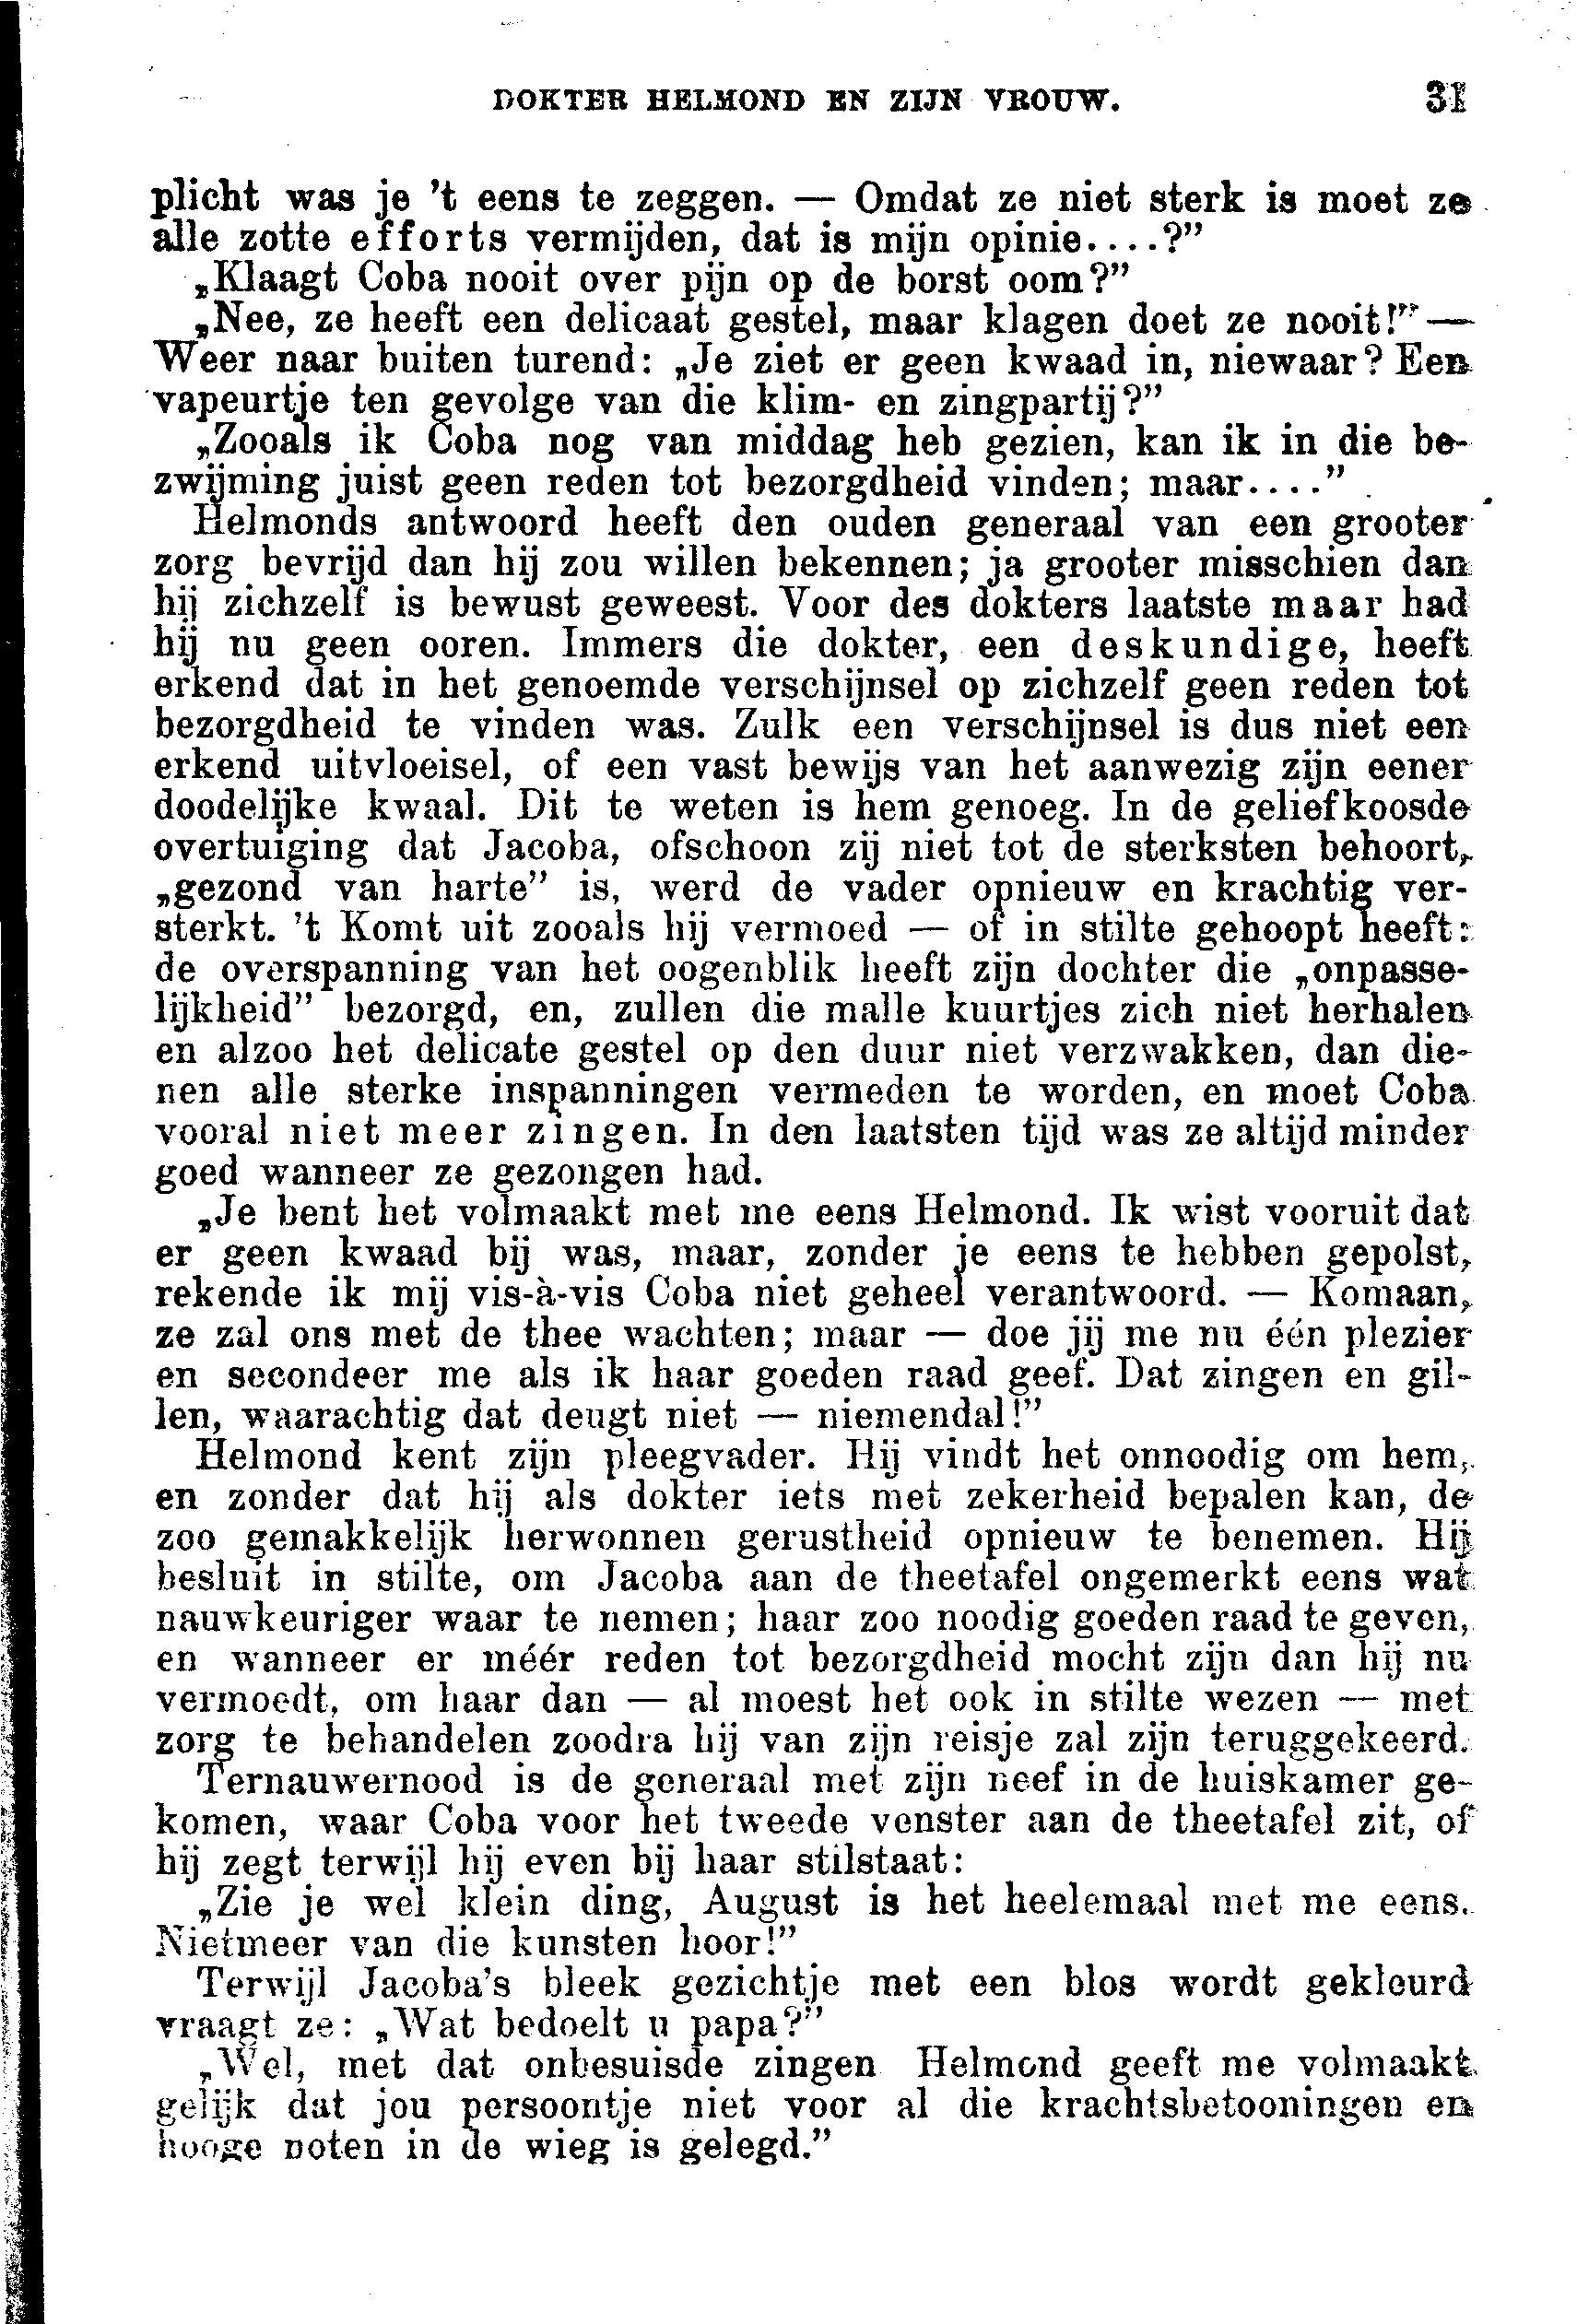 DOKTER HELMOND EN ZIJN VROUW. 31
plicht was je 't eens te zeggen. — Omdat ze niet sterk is moet ze
alle zotte efforts vermijden, dat is mijn opinie....?”
„Klaagt Coba nooit over pijn op de borst oom?”
„Nee, ze heeft een delicaat gestel, maar klagen doet ze nooit!” —
Weer naar buiten turend: „Je ziet er geen kwaad in, niewaar? Een
vapeurtje ten gevolge van die klim- en zingpartij?”
„Zooals ik Coba nog van middag heb gezien, kan ik in die be-
zwijming juist geen reden tot bezorgdheid vinden; maar....”
Helmonds antwoord heeft den ouden generaal van een grooter
zorg bevrijd dan hij zou willen bekennen; ja grooter misschien dan
hij zichzelf is bewust geweest. Voor des dokters laatste maar had
hij nu geen ooren. Immers die dokter, een deskundige, heeft
erkend dat in het genoemde verschijnsel op zichzelf geen reden tot
bezorgdheid te vinden was. Zulk een verschijnsel is dus niet een
erkend uitvloeisel, of een vast bewijs van het aanwezig zijn eener
doodelijke kwaal. Dit te weten is hem genoeg. In de geliefkoosde
overtuiging dat Jacoba, ofschoon zij niet tot de sterksten behoort,
„gezond van harte” is, werd de vader opnieuw en krachtig ver-
sterkt. 't Komt uit zooals hij vermoed — of in stilte gehoopt heeft:
de overspanning van het oogenblik heeft zijn dochter die „onpasse-
lijkheid” bezorgd, en, zullen die malle kuurtjes zich niet herhalen
en alzoo het delicate gestel op den duur niet verzwakken, dan die-
nen alle sterke inspanningen vermeden te worden, en moet Coba
vooral niet meer zingen. In den laatsten tijd was ze altijd minder
goed wanneer ze gezongen had.
„Je bent het volmaakt met me eens Helmond. Ik wist vooruit dat
er geen kwaad bij was, maar, zonder je eens te hebben gepolst,
rekende ik mij vis-à-vis Coba niet geheel verantwoord. — Komaan,
ze zal ons met de thee wachten; maar — doe jij me nu één plezier
en secondeer me als ik haar goeden raad geef. Dat zingen en gil-
len, waarachtig dat deugt niet — niemendal!”
Helmond kent zijn pleegvader. Hij vindt het onnoodig om hem,
en zonder dat hij als dokter iets met zekerheid bepalen kan, de
zoo gemakkelijk herwonnen gerustheid opnieuw te benemen. Hij
besluit in stilte, om Jacoba aan de theetafel ongemerkt eens wat
nauwkeuriger waar te nemen; haar zoo noodig goeden raad te geven,
en wanneer er méér reden tot bezorgdheid mocht zijn dan hij nu
vermoedt, om haar dan — al moest het ook in stilte wezen — met
zorg te behandelen zoodra hij van zijn reisje zal zijn teruggekeerd.
Ternauwernood is de generaal met zijn neef in de huiskamer ge-
komen, waar Coba voor het tweede venster aan de theetafel zit, of
hij zegt terwijl hij even bij haar stilstaat:
„Zie je wel klein ding, August is het heelemaal met me eens.
Nietmeer van die kunsten hoor!”
Terwijl Jacoba's bleek gezichtje met een blos wordt gekleurd
vraagt ze: „Wat bedoelt u papa?”
„Wel, met dat onbesuisde zingen Helmond geeft me volmaakt
gelijk dat jou persoontje niet voor al die krachtsbetooningen en
hooge noten in de wieg is gelegd.”